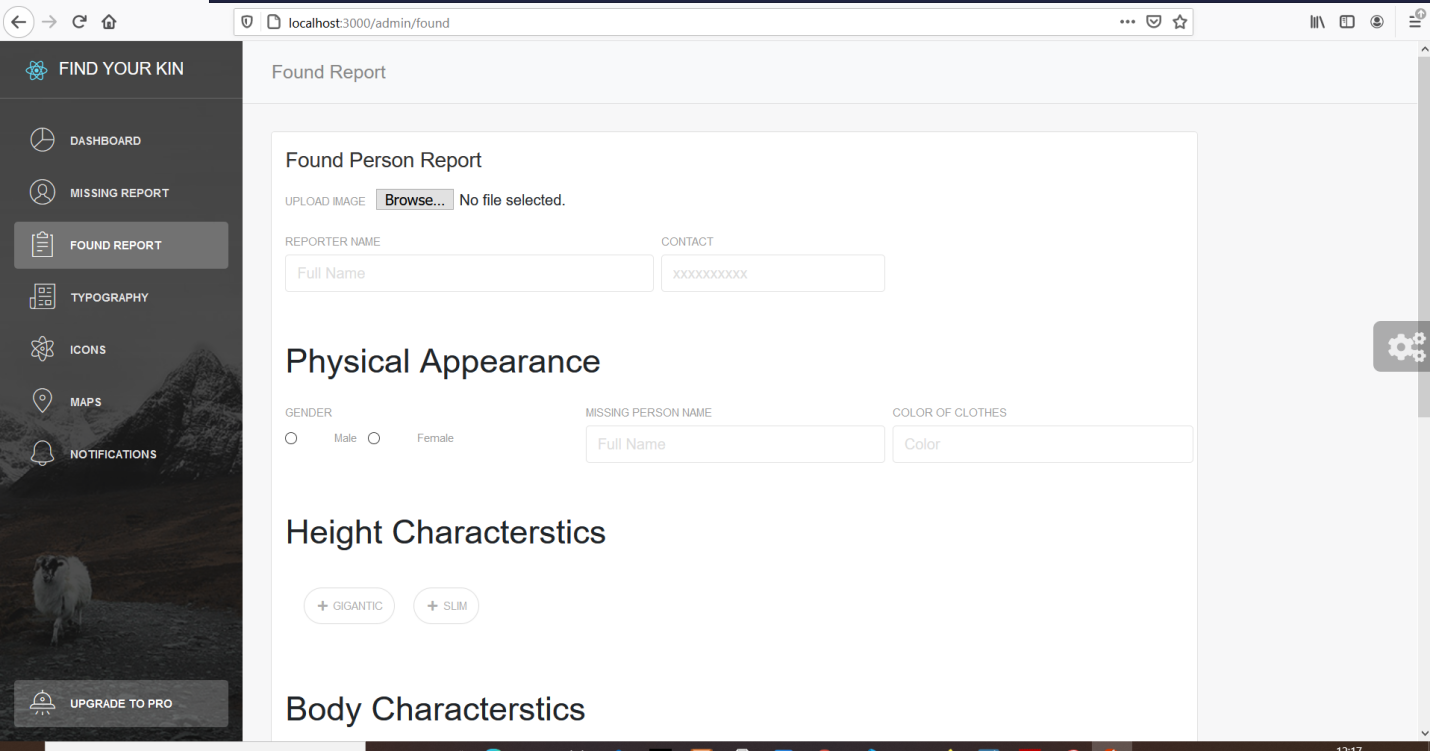 localhost:3000/admin/found
FIND YOUR KIN
DASHBOARD
MISSING REPORT
FOUND REPORT
TYPOGRAPHY
ICONS
MAPS
NOTIFICATIONS
UPGRADE TO PRO
Found Report
Found Person Report
UPLOAD IMAGE Browse... No file selected.
REPORTER NAME CONTACT
Full Name xxxxxxxxxx
Physical Appearance
GENDER MISSING PERSON NAME COLOR OF CLOTHES
Male Female Full Name Color
Height Characterstics
+ GIGANTIC + SLIM
Body Characterstics